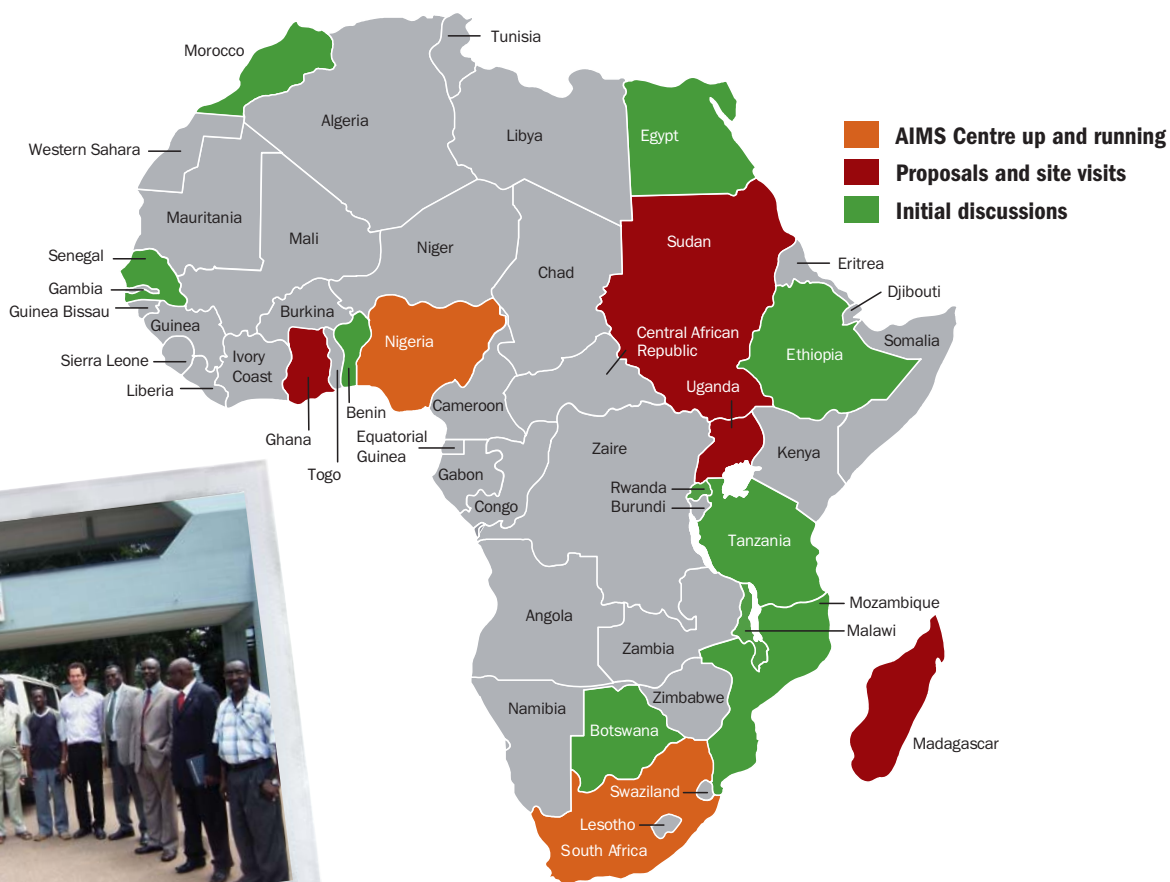 Tunisia
Morocco
Algeria
Libya
Egypt
AIMS Centre up and running
Proposals and site visits
Initial discussions
Western Sahara
Mauritania
Mali
Niger
Chad
Sudan
Eritrea
Djibouti
Senegal
Gambia
Guinea Bissau
Guinea
Burkina
Nigeria
Central African
Republic
Ethiopia
Somalia
Sierra Leone
Ivory
Coast
Liberia
Uganda
Benin
Cameroon
Ghana
Equatorial
Guinea
Togo
Zaire
Kenya
Gabon
Rwanda
Congo
Burundi
Tanzania
Angola
Mozambique
Malawi
Zambia
Namibia
Zimbabwe
Botswana
Madagascar
Swaziland
Lesotho
South Africa